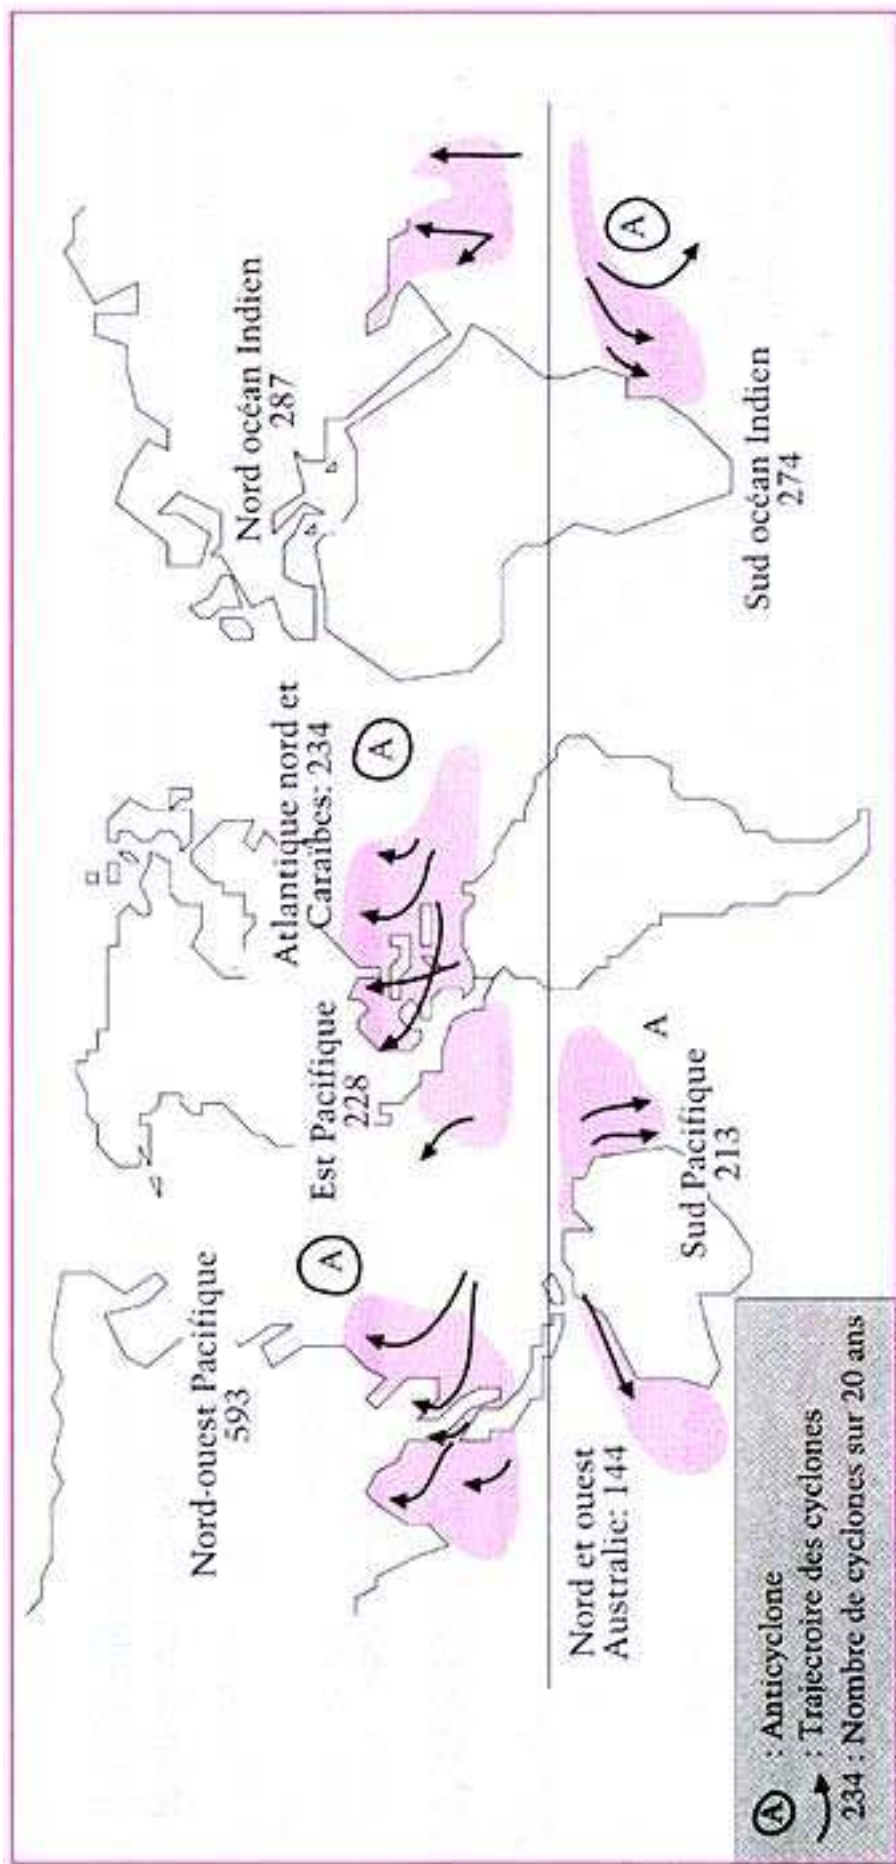 Nord-ouest Pacifique
593
A
Est Pacifique
228
Atlantique nord et
Caraïbes: 234
A
Nord océan Indien
287
Nord et ouest
Australie: 144
Sud Pacifique
213
A
Sud océan Indien
274
A
A : Anticyclone
: Trajectoire des cyclones
234 : Nombre de cyclones sur 20 ans